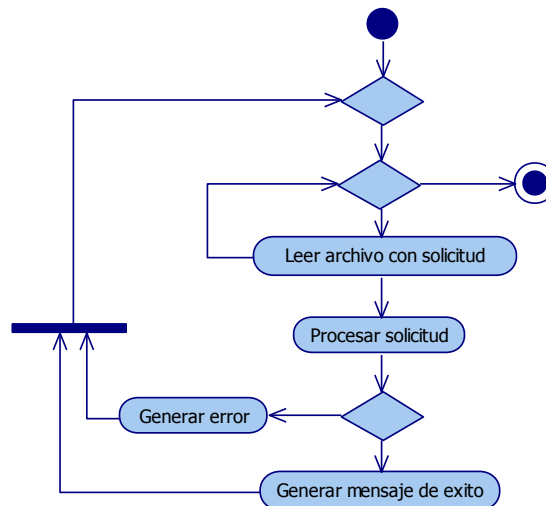 Leer archivo con solicitud
Procesar solicitud
Generar error
Generar mensaje de exito